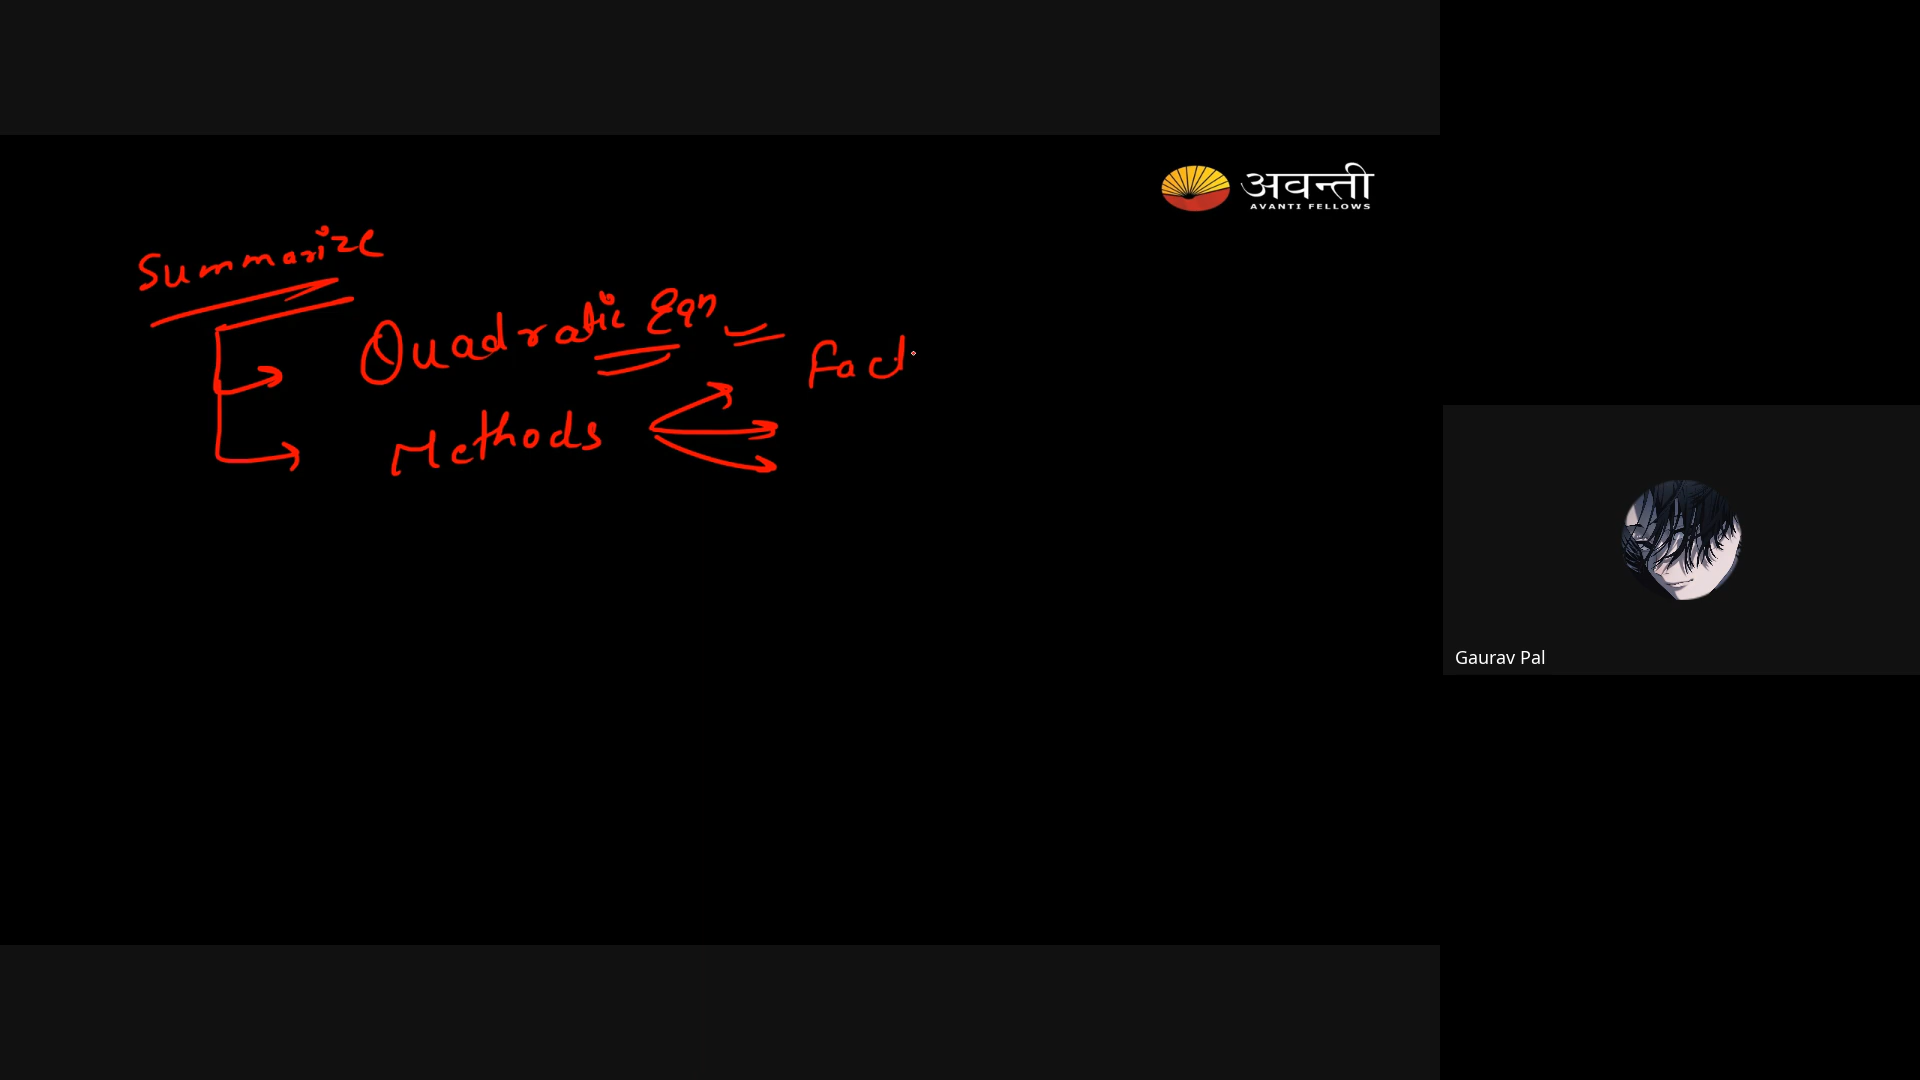 अवन्ती
AVANTI FELLOWS
Summarize
Quadratic Eqn
Fact
Methods
Gaurav Pal